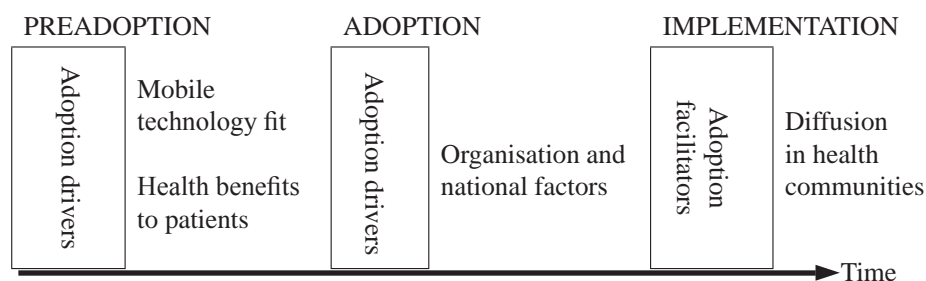 PREADOPTION
Adoption drivers
Mobile
technology fit
Health benefits
to patients
ADOPTION
Adoption drivers
Organisation and
national factors
IMPLEMENTATION
Adoption
facilitators
Diffusion
in health
communities
Time